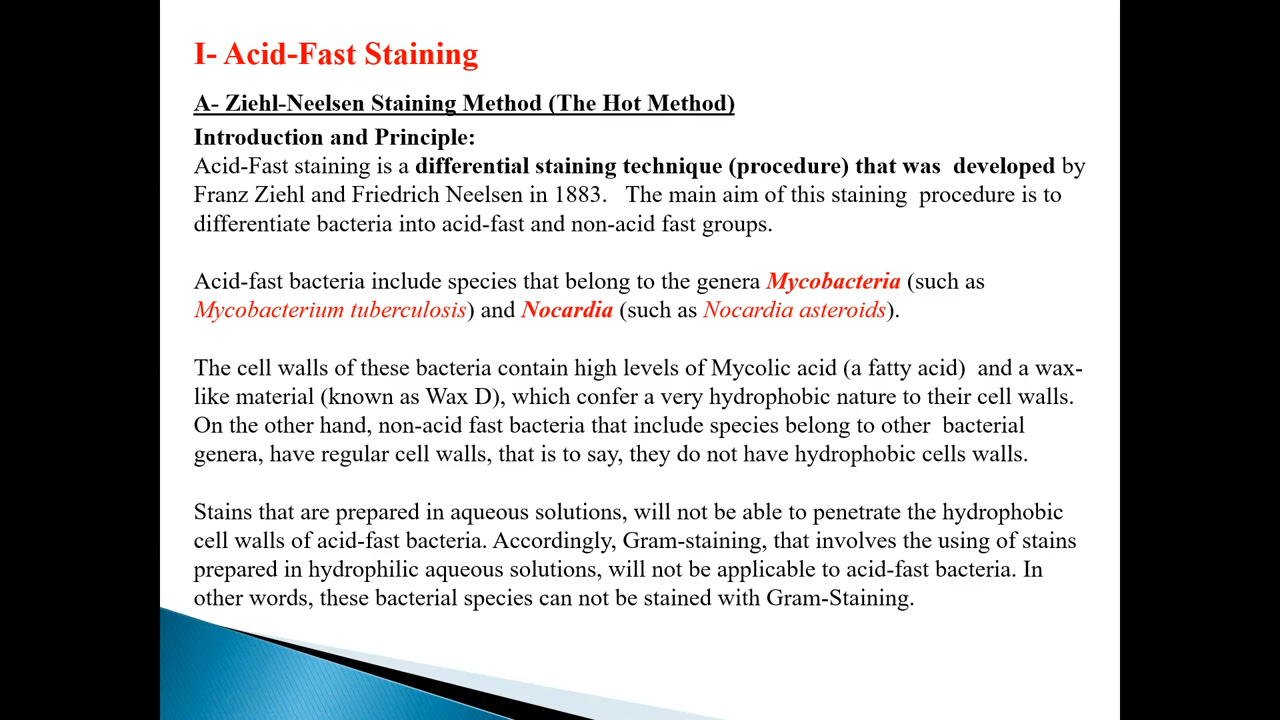 I- Acid-Fast Staining
A- Ziehl-Neelsen Staining Method (The Hot Method)
Introduction and Principle:
Acid-Fast staining is a differential staining technique (procedure) that was developed by
Franz Ziehl and Friedrich Neelsen in 1883. The main aim of this staining procedure is to
differentiate bacteria into acid-fast and non-acid fast groups.
Acid-fast bacteria include species that belong to the genera Mycobacteria (such as
Mycobacterium tuberculosis) and Nocardia (such as Nocardia asteroids).
The cell walls of these bacteria contain high levels of Mycolic acid (a fatty acid) and a wax-
like material (known as Wax D), which confer a very hydrophobic nature to their cell walls.
On the other hand, non-acid fast bacteria that include species belong to other bacterial
genera, have regular cell walls, that is to say, they do not have hydrophobic cells walls.
Stains that are prepared in aqueous solutions, will not be able to penetrate the hydrophobic
cell walls of acid-fast bacteria. Accordingly, Gram-staining, that involves the using of stains
prepared in hydrophilic aqueous solutions, will not be applicable to acid-fast bacteria. In
other words, these bacterial species can not be stained with Gram-Staining.